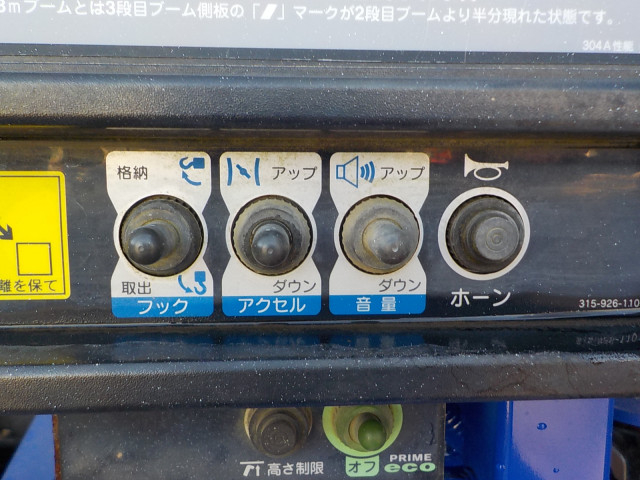 3mブームとは3段目ブーム側板の「〃」マークが2段目ブームより半分現れた状態です。
304A性能
格納
アップ
アップ
取出
ダウン
ダウン
フック
アクセル
音量
ホーン
離を保て
315-926-110
高さ制限
オフ
PRIME
eco